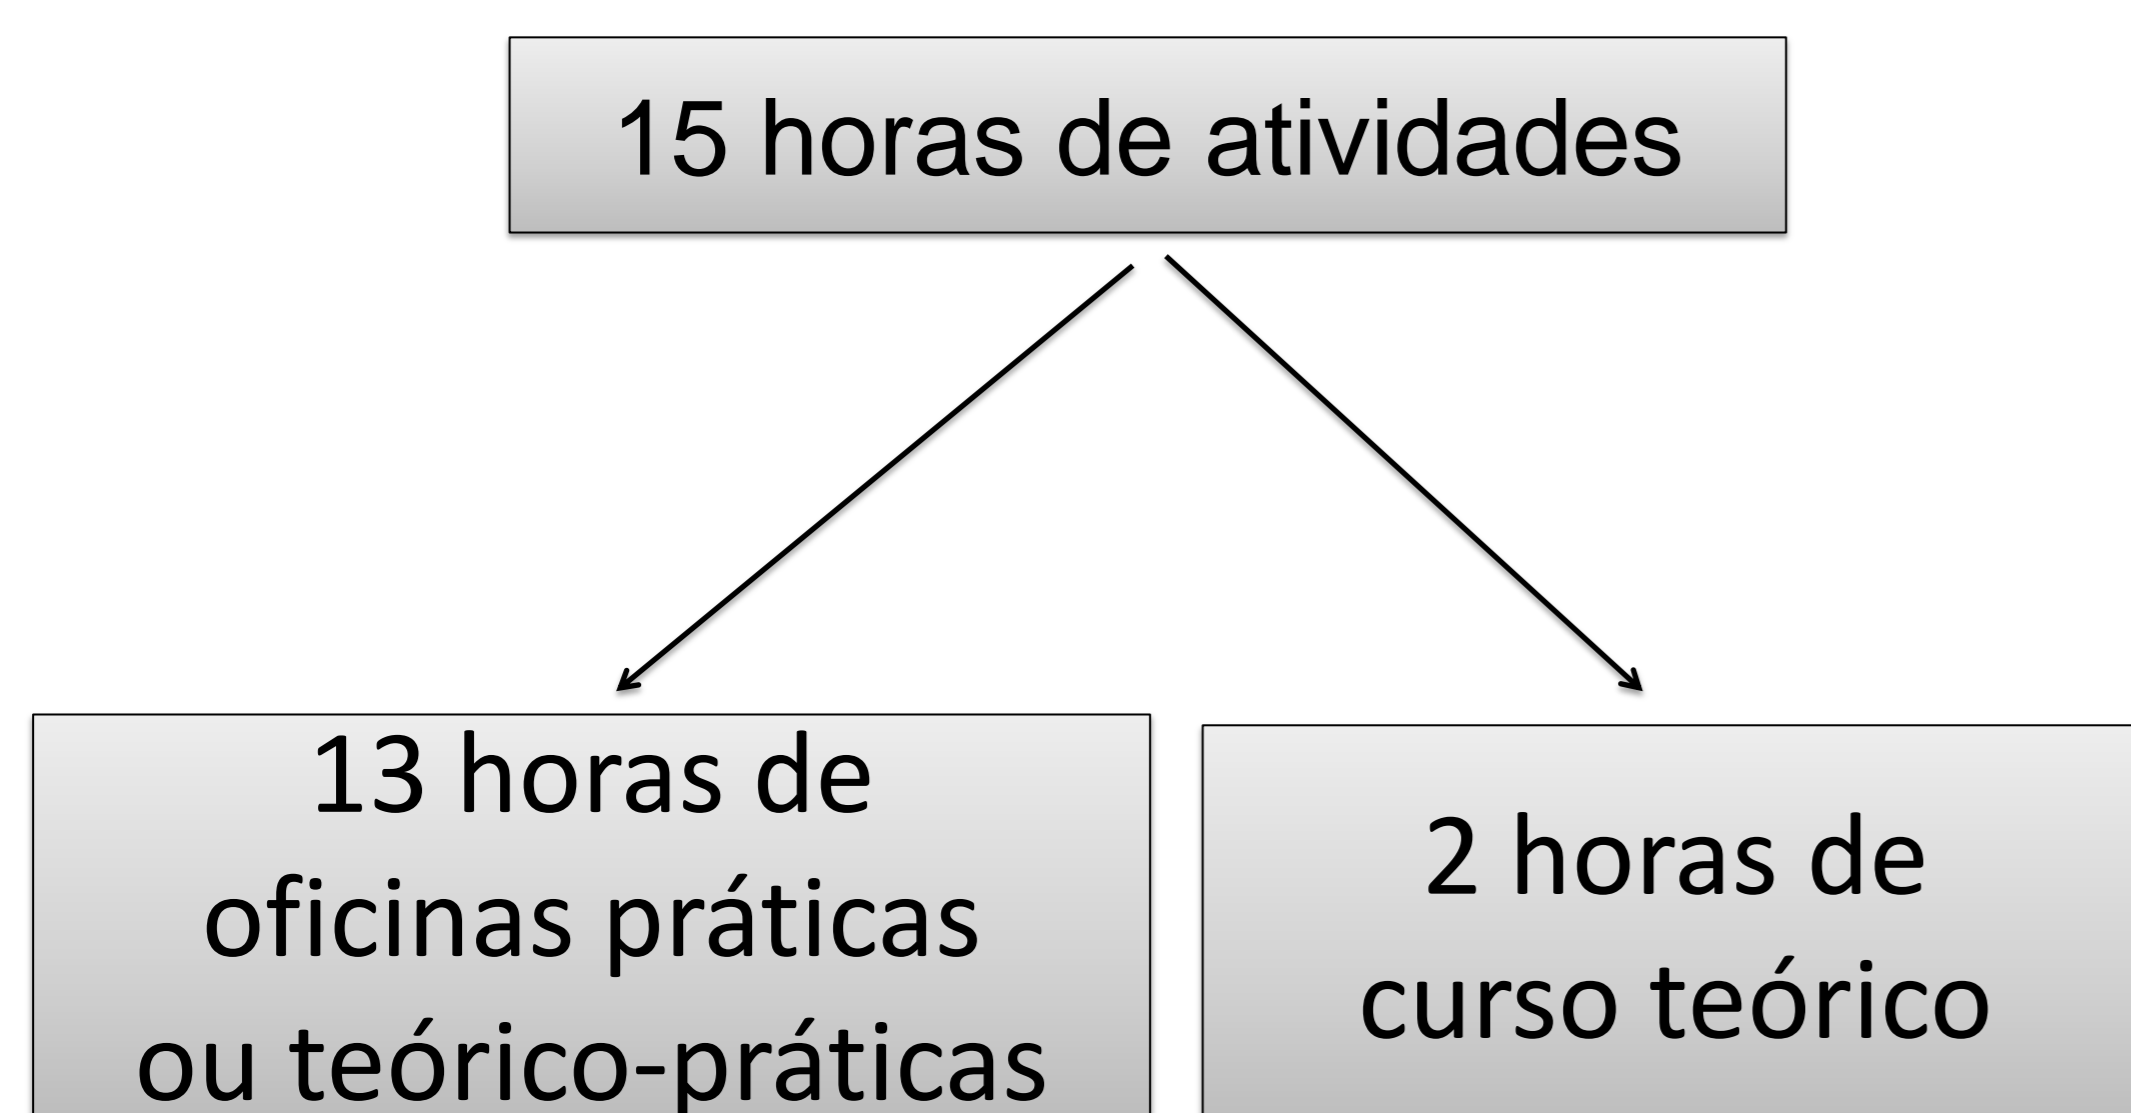 15 horas de atividades
13 horas de
oficinas práticas
ou teórico-práticas
2 horas de
curso teórico